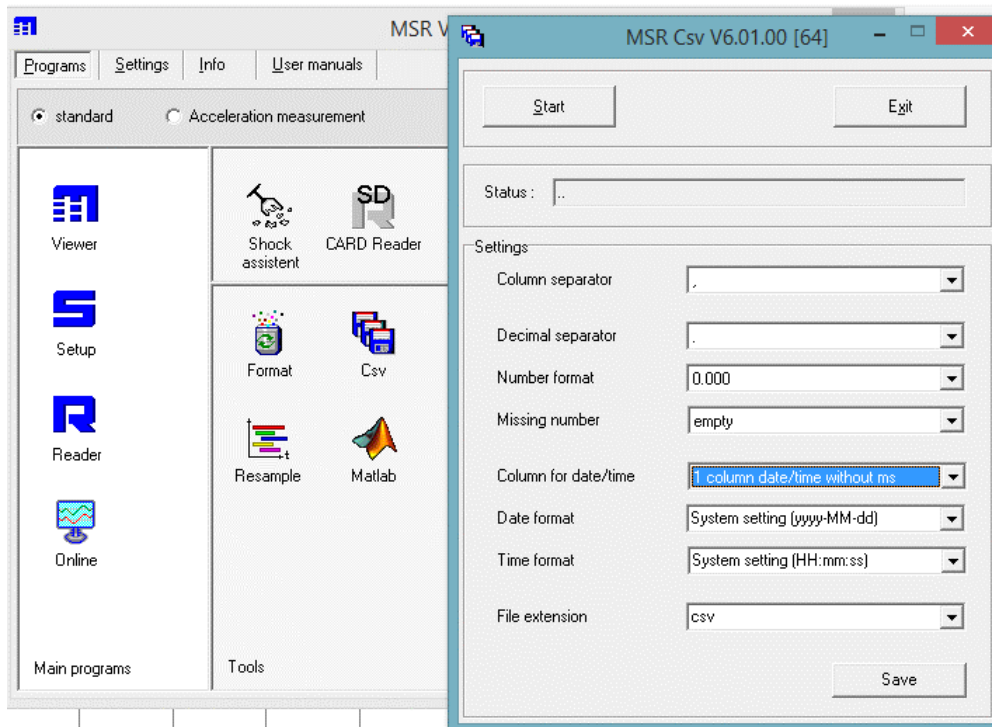 MSR V
Programs Settings Info User manuals
standard Acceleration measurement
Viewer
Setup
Reader
Online
Main programs
Shock
assistent
SD
CARD Reader
Format
Csv
Resample
Matlab
Tools
MSR Csv V6.01.00 [64]
Start Exit
Status : ..
Settings
Column separator ,
Decimal separator .
Number format 0.000
Missing number empty
Column for date/time 1 column date/time without ms
Date format System setting (yyyy-MM-dd)
Time format System setting (HH:mm:ss)
File extension csv
Save